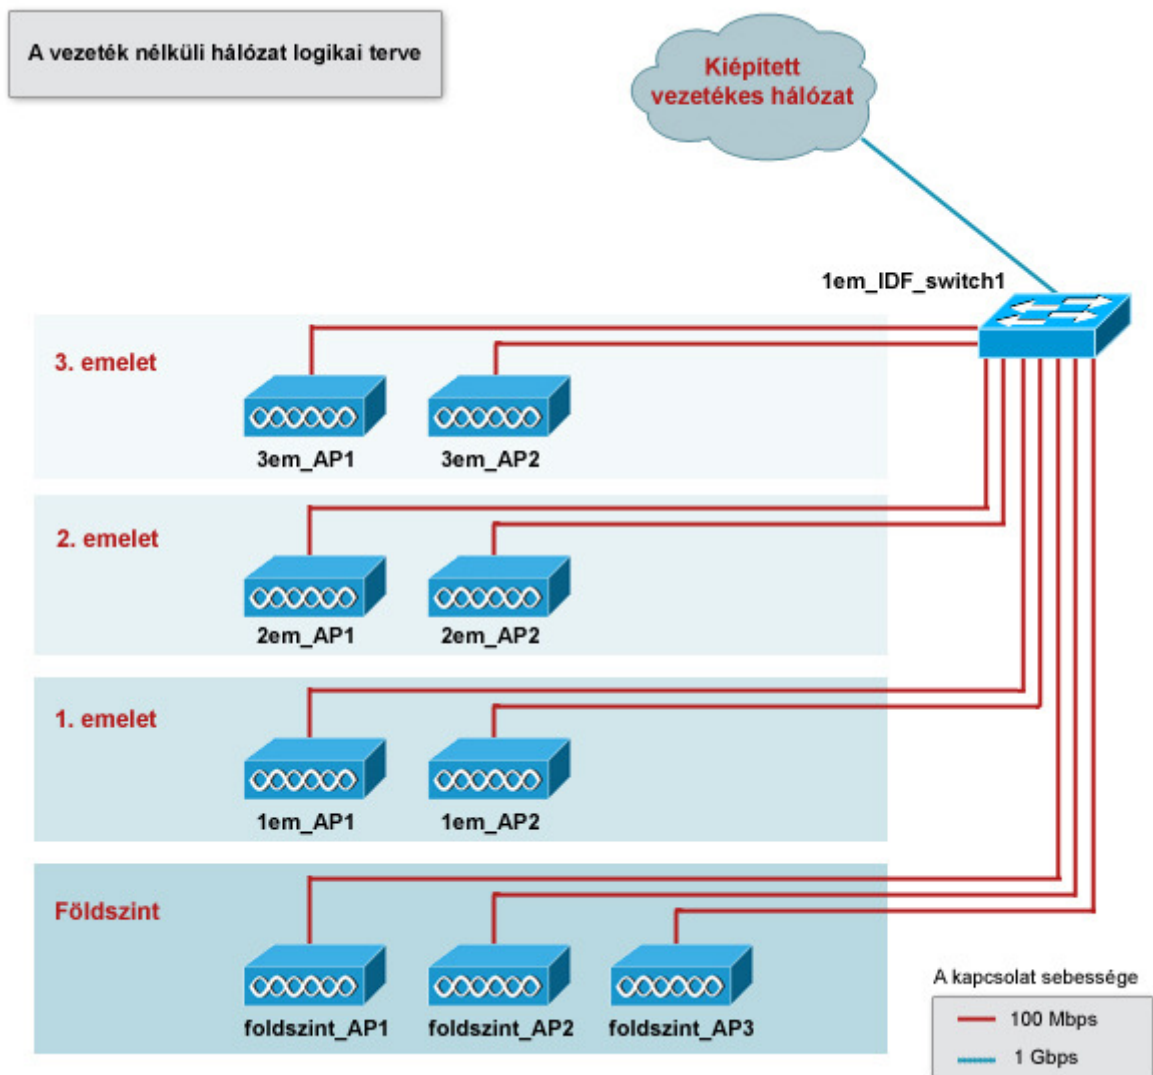 A vezeték nélküli hálózat logikai terve
Kiépített
vezetékes hálózat
1em_IDF_switch1
3. emelet
3em_AP1
3em_AP2
2. emelet
2em_AP1
2em_AP2
1. emelet
1em_AP1
1em_AP2
Földszint
foldszint_AP1
foldszint_AP2
foldszint_AP3
A kapcsolat sebessége
100 Mbps
1 Gbps